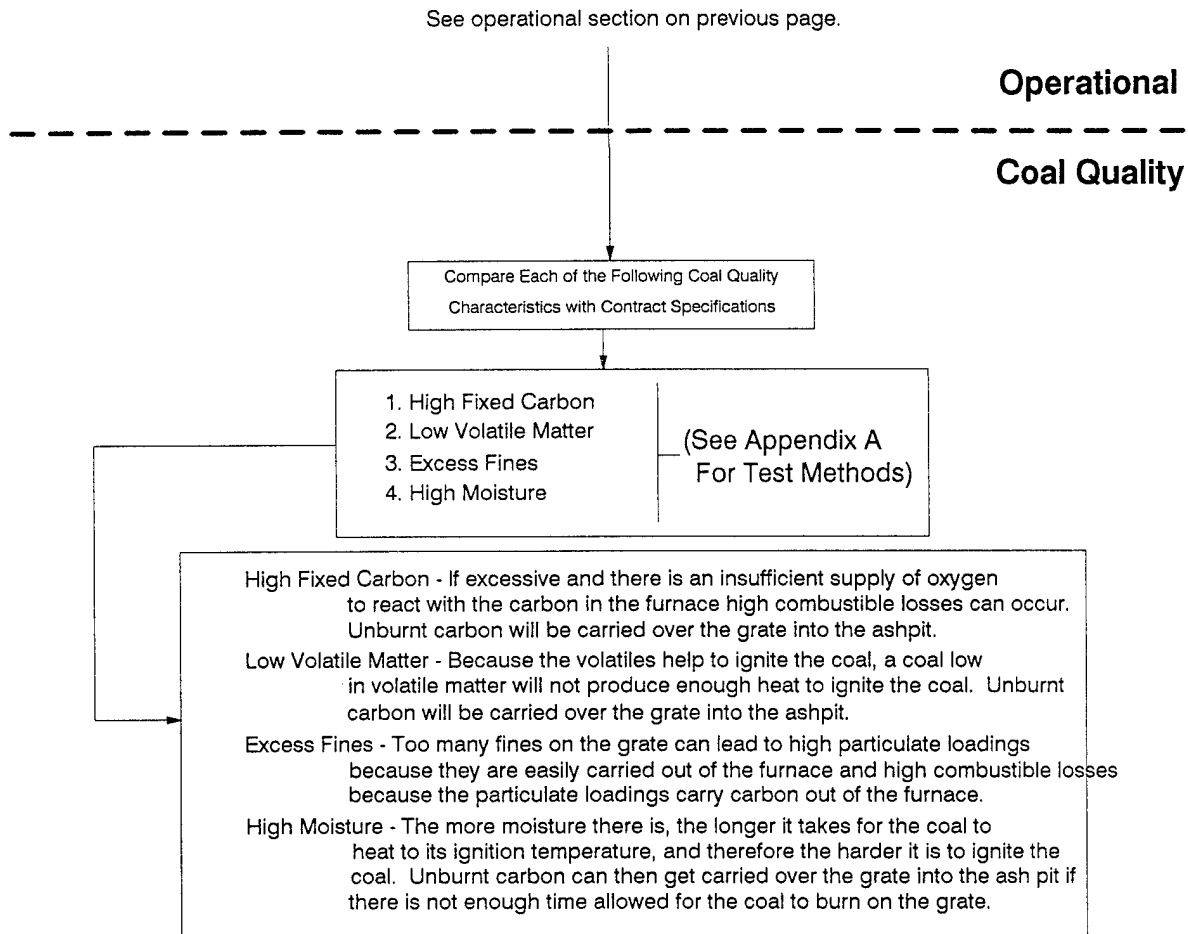 See operational section on previous page.
Operational
Coal Quality
Compare Each of the Following Coal Quality
Characteristics with Contract Specifications
1. High Fixed Carbon
2. Low Volatile Matter
3. Excess Fines
4. High Moisture
(See Appendix A
For Test Methods)
High Fixed Carbon - If excessive and there is an insufficient supply of oxygen
to react with the carbon in the furnace high combustible losses can occur.
Unburnt carbon will be carried over the grate into the ashpit.
Low Volatile Matter - Because the volatiles help to ignite the coal, a coal low
in volatile matter will not produce enough heat to ignite the coal. Unburnt
carbon will be carried over the grate into the ashpit.
Excess Fines - Too many fines on the grate can lead to high particulate loadings
because they are easily carried out of the furnace and high combustible losses
because the particulate loadings carry carbon out of the furnace.
High Moisture - The more moisture there is, the longer it takes for the coal to
heat to its ignition temperature, and therefore the harder it is to ignite the
coal. Unburnt carbon can then get carried over the grate into the ash pit if
there is not enough time allowed for the coal to burn on the grate.